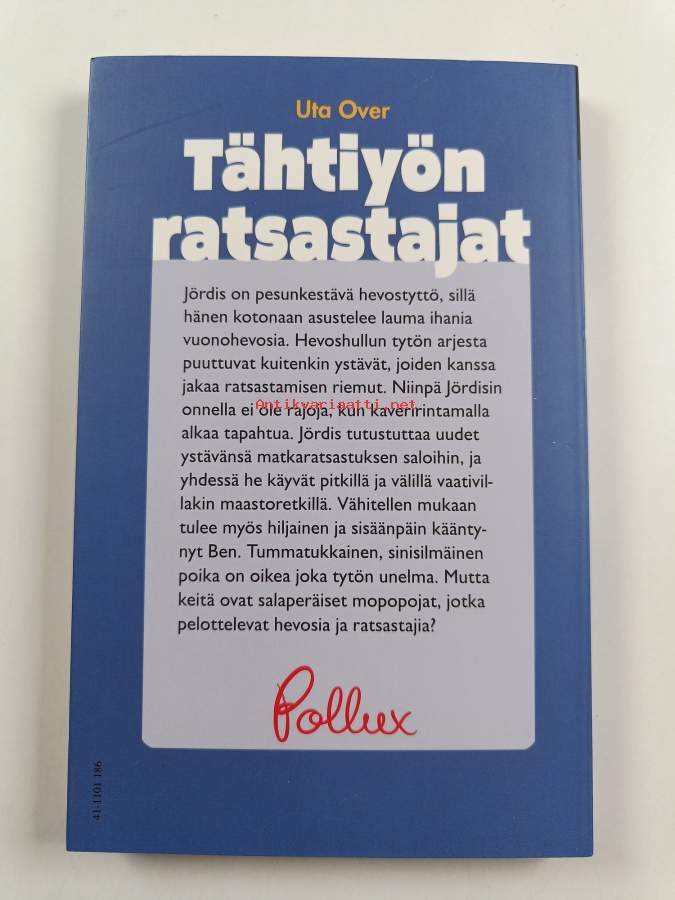 Uta Over
Tähtiyön
ratsastajat
Jördis on pesunkestävä hevostyttö, sillä
hänen kotonaan asustelee lauma ihania
vuonohevosia. Hevoshullun tytön arjesta
puuttuvat kuitenkin ystävät, joiden kanssa
jakaa ratsastamisen riemut. Niinpä Jördisin
onnella ei ole rajoja, kun kaveririntamalla
Antikvariaatti.net
alkaa tapahtua. Jördis tutustuttaa uudet
ystävänsä matkaratsastuksen saloihin, ja
yhdessä he käyvät pitkillä ja välillä vaativil-
lakin maastoretkillä. Vähitellen mukaan
tulee myös hiljainen ja sisäänpäin käänty-
nyt Ben. Tummatukkainen, sinisilmäinen
poika on oikea joka tytön unelma. Mutta
keitä ovat salaperäiset mopopojat, jotka
pelottelevat hevosia ja ratsastajia?
Pollux
41-1101 186